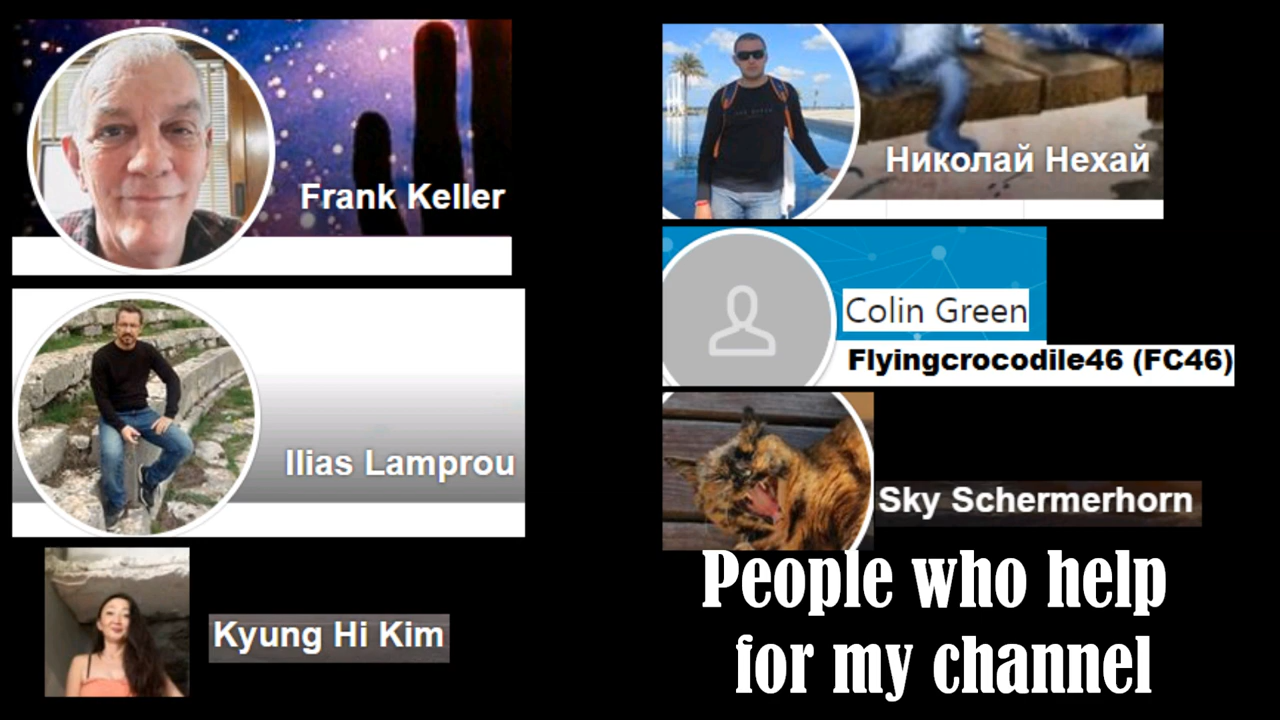 Frank Keller
Ilias Lamprou
Kyung Hi Kim
Николай Нехай
Colin Green
Flyingcrocodile46 (FC46)
Sky Schermerhorn
People who help
for my channel